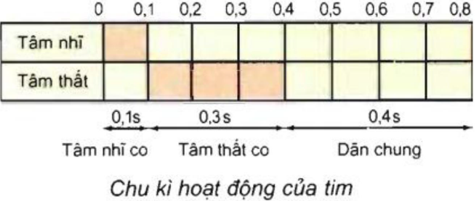 0 0,1 0,2 0,3 0,4 0,5 0,6 0,7 0,8
Tâm nhĩ
Tâm thất
0,1s 0,3s 0,4s
Tâm nhĩ co Tâm thất co Dãn chung
Chu kì hoạt động của tim